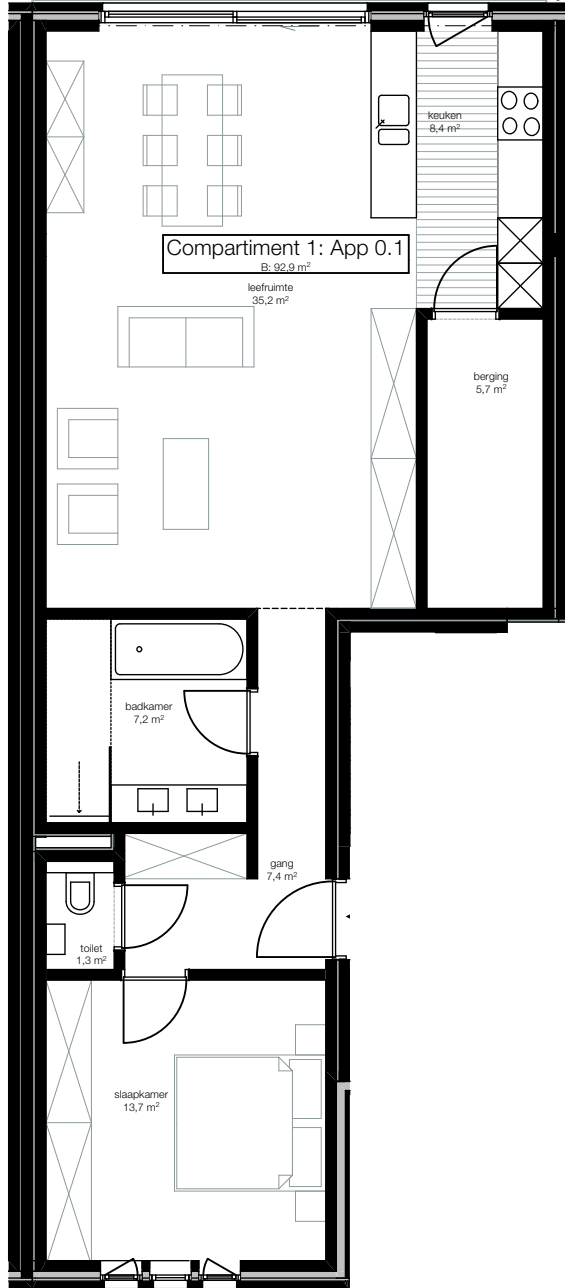 keuken
8,4 m²
Compartiment 1: App 0.1
B: 92,9 m²
leefruimte
35,2 m²
berging
5,7 m²
badkamer
7,2 m²
gang
7,4 m²
toilet
1,3 m²
slaapkamer
13,7 m²